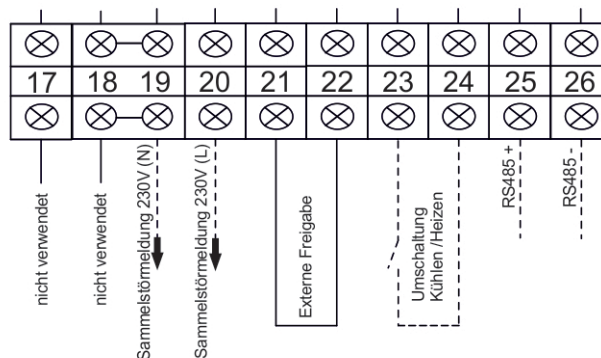 17 18 19 20 21 22 23 24 25 26
nicht verwendet
nicht verwendet
Sammelstörmeldung 230V (N)
Sammelstörmeldung 230V (L)
Externe Freigabe
Umschaltung
Kühlen /Heizen
RS485 +
RS485 -